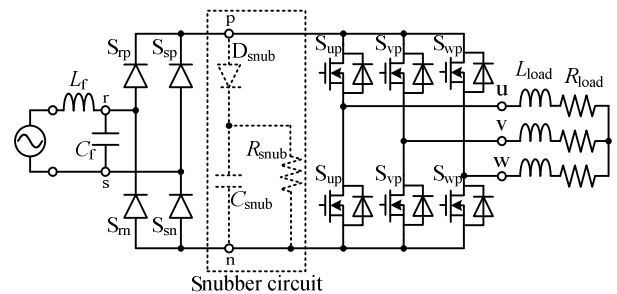 p
S_rp S_sp D_snub S_up S_vp S_wp
L_f r L_load R_load
u
C_f v
R_snub
s S_up S_vp S_wp w
S_rn S_sn C_snub
n
Snubber circuit